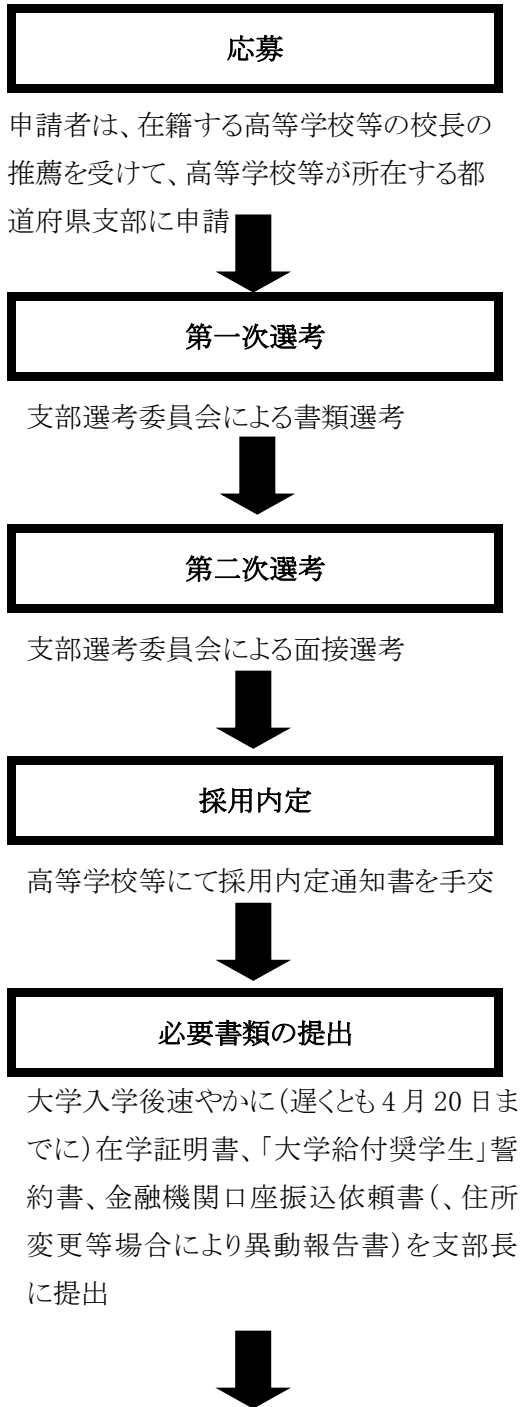 応募
申請者は、在籍する高等学校等の校長の
推薦を受けて、高等学校等が所在する都
道府県支部に申請
第一次選考
支部選考委員会による書類選考
第二次選考
支部選考委員会による面接選考
採用内定
高等学校等にて採用内定通知書を手交
必要書類の提出
大学入学後速やかに(遅くとも4月20日ま
でに)在学証明書、「大学給付奨学生」誓
約書、金融機関口座振込依頼書(、住所
変更等場合により異動報告書)を支部長
に提出